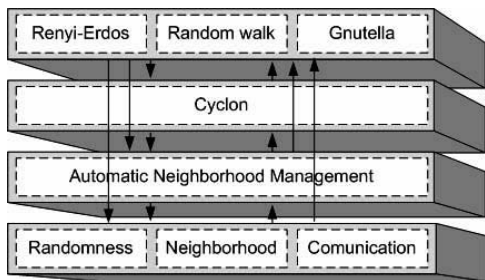 Renyi-Erdos Random walk Gnutella
Cyclon
Automatic Neighborhood Management
Randomness Neighborhood Comunication